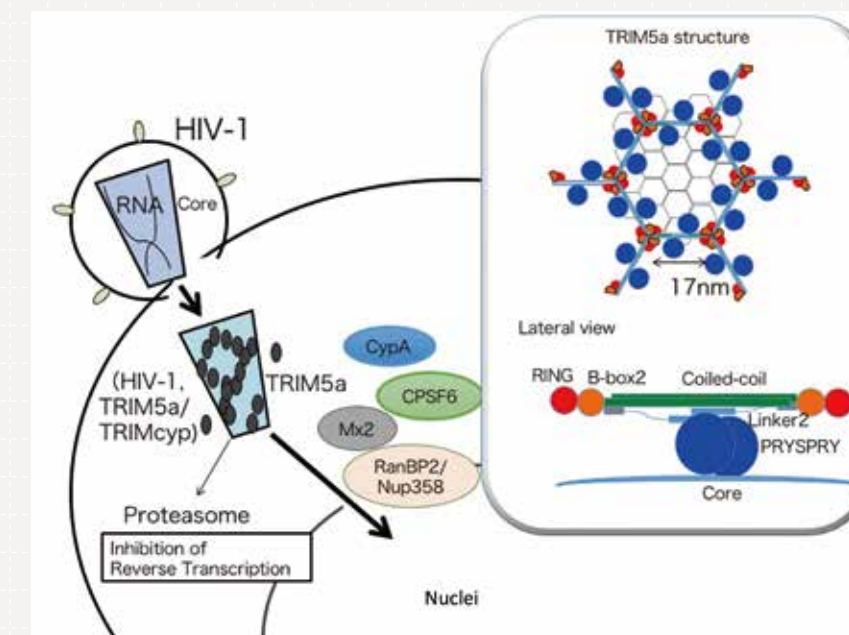 HIV-1
RNA
Core
(HIV-1,
TRIM5a/
TRIMcyp)
TRIM5a
Proteasome
Inhibition of
Reverse Transcription
CypA
CPSF6
Mx2
RanBP2/
Nup358
Nuclei
TRIM5a structure
17nm
Lateral view
RING
B-box2
Coiled-coil
Linker2
PRYSPRY
Core